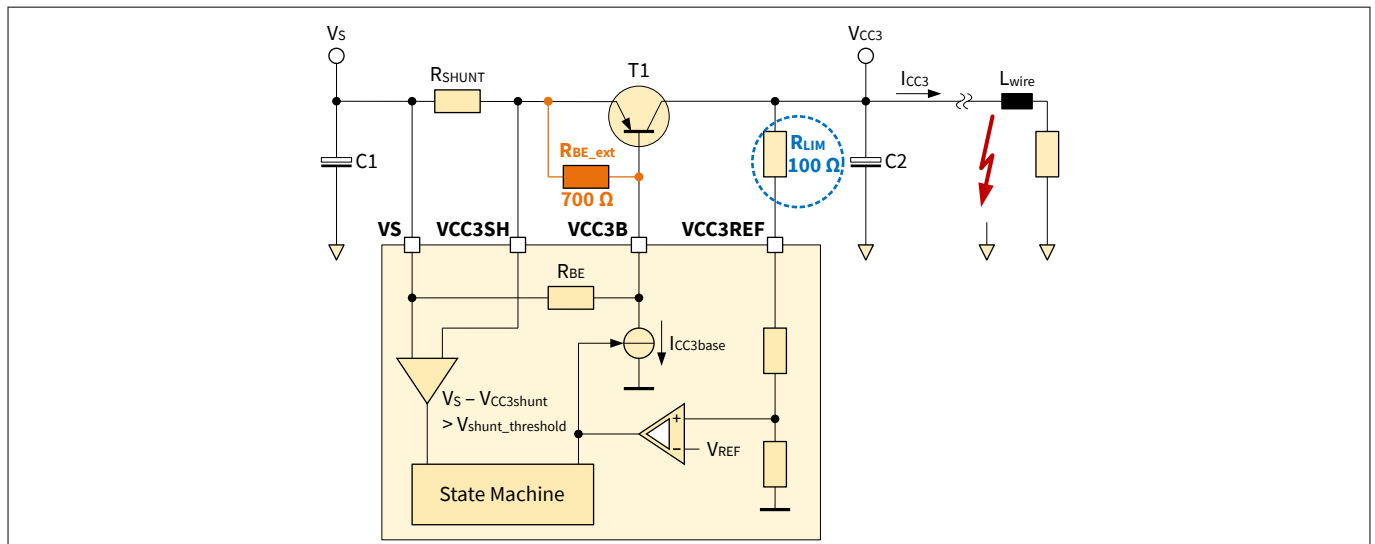 VS
VCC3
RSHUNT
T1
ICC3
Lwire
C1
RBE_ext
700 Ω
RLIM
100 Ω
C2
VS
VCC3SH
VCC3B
VCC3REF
RBE
ICC3base
VS – VCC3shunt
> Vshunt_threshold
+
–
VREF
State Machine